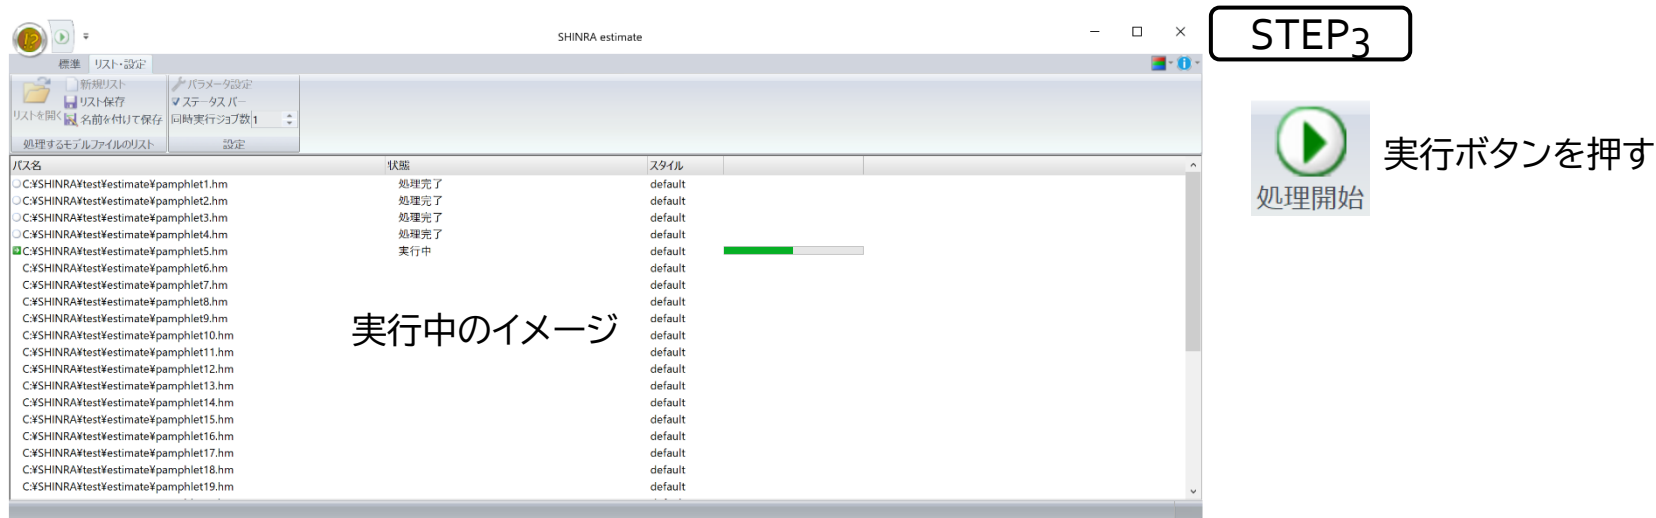 SHINRA estimate
標準 リスト・設定
リストを開く
新規リスト
リスト保存
名前を付けて保存
処理するモデルファイルのリスト
パラメータ設定
ステータス バー
同時実行ジョブ数 1
設定
パス名 状態 スタイル
C:¥SHINRA¥test¥estimate¥pamphlet1.hm 処理完了 default
C:¥SHINRA¥test¥estimate¥pamphlet2.hm 処理完了 default
C:¥SHINRA¥test¥estimate¥pamphlet3.hm 処理完了 default
C:¥SHINRA¥test¥estimate¥pamphlet4.hm 処理完了 default
C:¥SHINRA¥test¥estimate¥pamphlet5.hm 実行中 default
C:¥SHINRA¥test¥estimate¥pamphlet6.hm default
C:¥SHINRA¥test¥estimate¥pamphlet7.hm default
C:¥SHINRA¥test¥estimate¥pamphlet8.hm default
C:¥SHINRA¥test¥estimate¥pamphlet9.hm default
C:¥SHINRA¥test¥estimate¥pamphlet10.hm default
C:¥SHINRA¥test¥estimate¥pamphlet11.hm default
C:¥SHINRA¥test¥estimate¥pamphlet12.hm default
C:¥SHINRA¥test¥estimate¥pamphlet13.hm default
C:¥SHINRA¥test¥estimate¥pamphlet14.hm default
C:¥SHINRA¥test¥estimate¥pamphlet15.hm default
C:¥SHINRA¥test¥estimate¥pamphlet16.hm default
C:¥SHINRA¥test¥estimate¥pamphlet17.hm default
C:¥SHINRA¥test¥estimate¥pamphlet18.hm default
C:¥SHINRA¥test¥estimate¥pamphlet19.hm default
実行中のイメージ
STEP3
処理開始
実行ボタンを押す